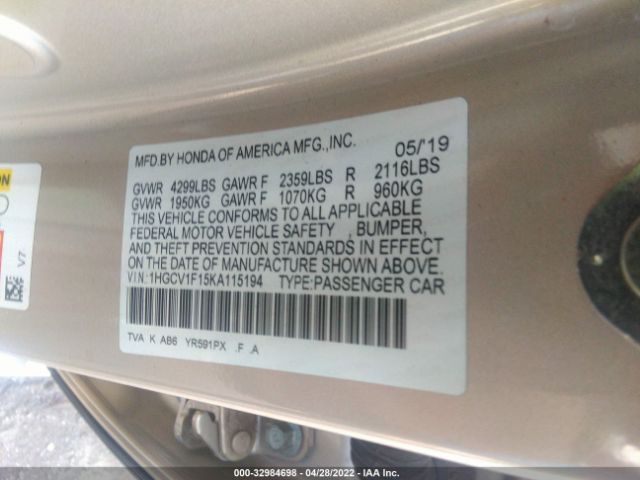 MFD.BY HONDA OF AMERICA MFG.,INC. 05/'19
GVWR 4299LBS GAWR F 2359LBS R 2116LBS
GVWR 1950KG GAWR F 1070KG R 960KG
THIS VEHICLE CONFORMS TO ALL APPLICABLE
FEDERAL MOTOR VEHICLE SAFETY , BUMPER,
AND THEFT PREVENTION STANDARDS IN EFFECT
ON THE DATE OF MANUFACTURE SHOWN ABOVE.
VIN:1HGCV1F15KA115194 TYPE:PASSENGER CAR
TVA K AB6 YR591PX .F .A
V7
000-32984698 - 04/28/2022 - IAA Inc.